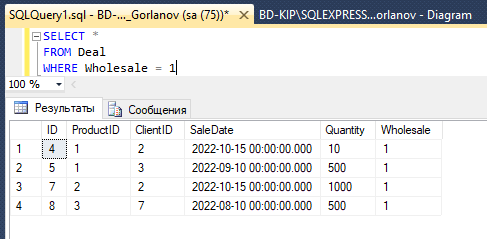 SQLQuery1.sql - BD-..._Gorlanov (sa (75))* BD-KIP\SQLEXPRESS...orlanov - Diagram
SELECT *
FROM Deal
WHERE Wholesale = 1
100 %
Результаты Сообщения
ID ProductID ClientID SaleDate Quantity Wholesale
1 4 1 2 2022-10-15 00:00:00.000 10 1
2 5 1 3 2022-09-10 00:00:00.000 500 1
3 7 2 2 2022-10-15 00:00:00.000 1000 1
4 8 3 7 2022-08-10 00:00:00.000 500 1